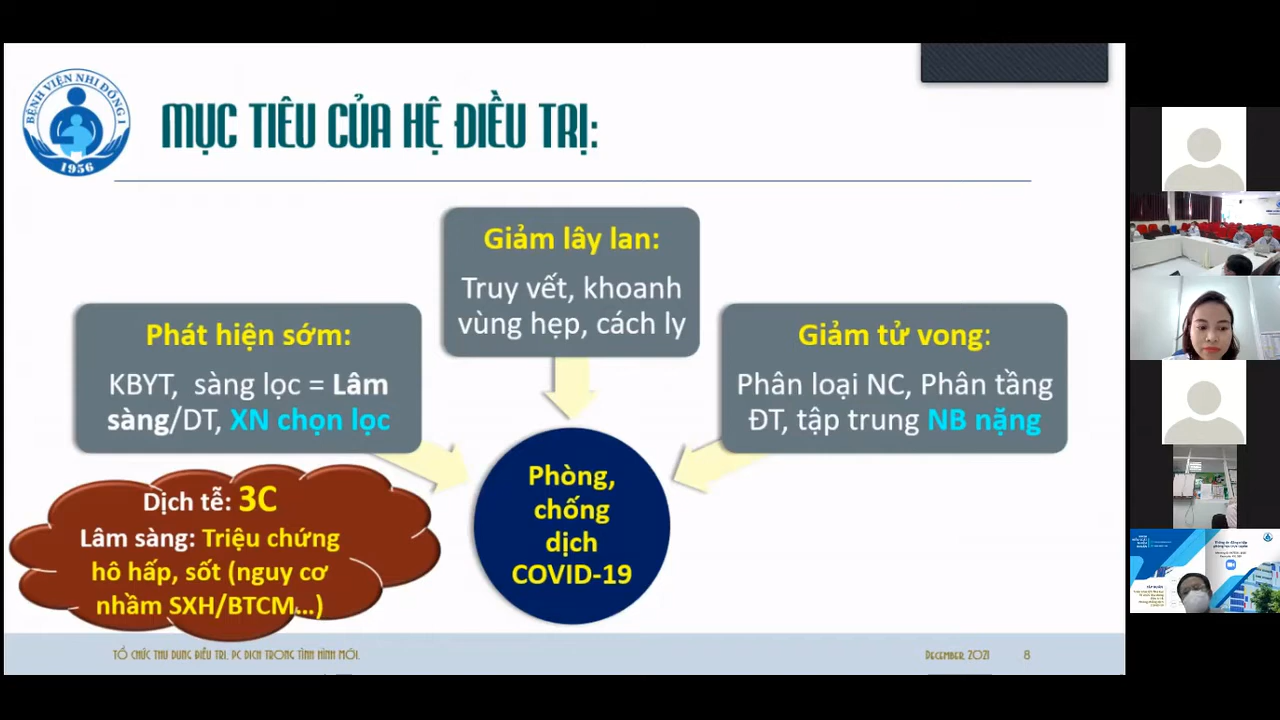 BỆNH VIỆN NHI ĐỒNG 1
1956
MỤC TIÊU CỦA HỆ ĐIỀU TRỊ:
Giảm lây lan:
Truy vết, khoanh
vùng hẹp, cách ly
Phát hiện sớm:
KBYT, sàng lọc = Lâm
sàng/DT, XN chọn lọc
Giảm tử vong:
Phân loại NC, Phân tầng
ĐT, tập trung NB nặng
Phòng,
chống
dịch
COVID-19
Dịch tễ: 3C
Lâm sàng: Triệu chứng
hô hấp, sốt (nguy cơ
nhầm SXH/BTCM...)
TỔ CHỨC THU DUNG ĐIỀU TRỊ, PC DỊCH TRONG TÌNH HÌNH MỚI.
DECEMBER, 2021
8